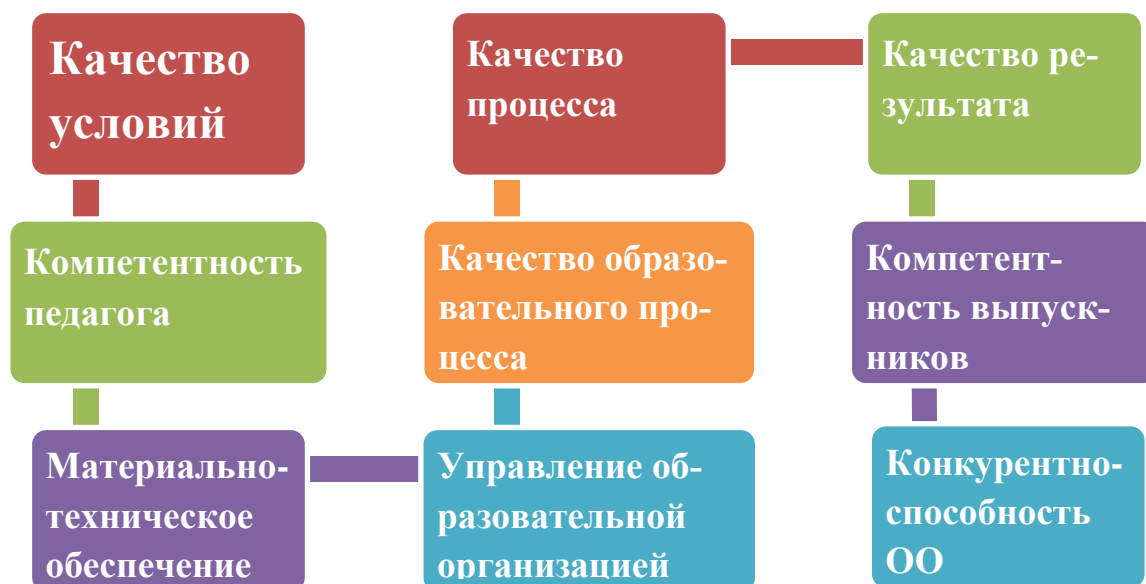 Качество
условий
Компетентность
педагога
Материально-
техническое
обеспечение
Качество
процесса
Качество образо-
вательного про-
цесса
Управление об-
разовательной
организацией
Качество ре-
зультата
Компетент-
ность выпуск-
ников
Конкурентно-
способность
ОО